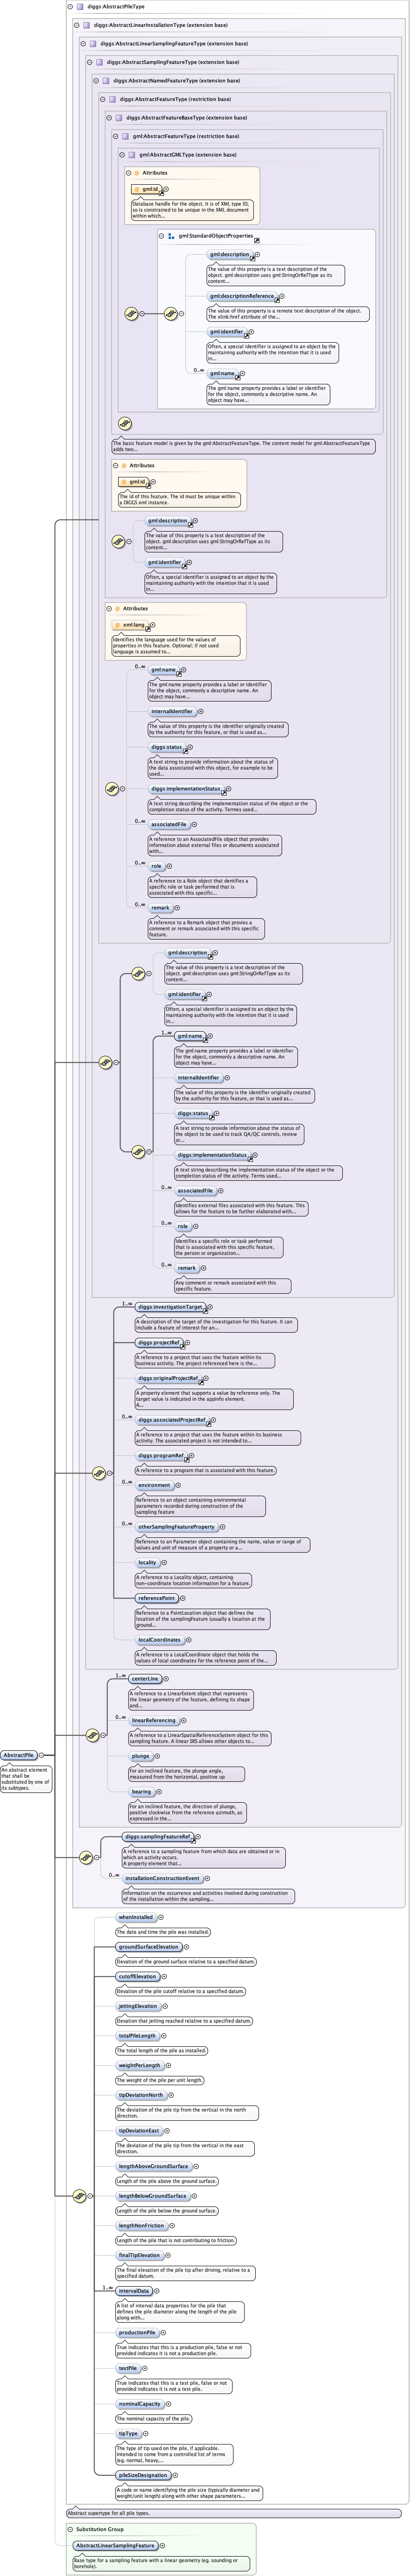 diggs:AbstractPileType
diggs:AbstractLinearInstallationType (extension base)
diggs:AbstractLinearSamplingFeatureType (extension base)
diggs:AbstractSamplingFeatureType (extension base)
diggs:AbstractNamedFeatureType (extension base)
diggs:AbstractFeatureType (restriction base)
diggs:AbstractFeatureBaseType (extension base)
gml:AbstractFeatureType (restriction base)
gml:AbstractGMLType (extension base)
Attributes
gml:id
Database handle for the object. It is of XML type ID,
so is constrained to be unique in the XML document
within which...
gml:StandardObjectProperties
gml:description
The value of this property is a text description of the
object. gml:description uses gml:StringOrRefType as its
content...
gml:descriptionReference
The value of this property is a remote text description of the object.
The xlink:href attribute of the...
gml:identifier
Often, a special identifier is assigned to an object by the
maintaining authority with the intention that it is used
in...
0..∞
gml:name
The gml:name property provides a label or identifier
for the object, commonly a descriptive name. An
object may have...
The basic feature model is given by the gml:AbstractFeatureType. The content model for gml:AbstractFeatureType
adds two...
Attributes
gml:id
The id of this feature. The id must be unique within
a DIGGS xml instance.
gml:description
The value of this property is a text description of the
object. gml:description uses gml:StringOrRefType as its
content...
gml:identifier
Often, a special identifier is assigned to an object by the
maintaining authority with the intention that it is used
in...
Attributes
xml:lang
Identifies the language used for the values of
properties in this feature. Optional: if not used
language is assumed to...
0..∞
gml:name
The gml:name property provides a label or identifier
for the object, commonly a descriptive name. An
object may have...
internalIdentifier
The value of this property is the identifier originally created
by the authority for this feature, or that is used as...
diggs:status
A text string to provide information about the status of
the data associated with this object, for example to be
used...
diggs:implementationStatus
A text string describing the implementation status of the object or the
completion status of the activity. Termes used...
0..∞
associatedFile
A reference to an AssociatedFile object that provides
information about external files or documents associated
with...
0..∞
role
A reference to a Role object that dentifies a
specific role or task performed that is
associated with this specific...
0..∞
remark
A reference to a Remark object that provies a
comment or remark associated with this specific
feature.
gml:description
The value of this property is a text description of the
object. gml:description uses gml:StringOrRefType as its
content...
gml:identifier
Often, a special identifier is assigned to an object by the
maintaining authority with the intention that it is used
in...
1..∞
gml:name
The gml:name property provides a label or identifier
for the object, commonly a descriptive name. An
object may have...
internalIdentifier
The value of this property is the identifier originally created
by the authority for this feature, or that is used as...
diggs:status
A text string to provide information about the status of
the object to be used to track QA/QC controls, review
or...
diggs:implementationStatus
A text string describing the implementation status of the object or the
completion status of the activity. Terms used...
0..∞
associatedFile
Identifies external files associated with this feature. This
allows for the feature to be further elaborated with...
0..∞
role
Identifies a specific role or task performed
that is associated with this specific feature,
the person or organization...
0..∞
remark
Any comment or remark associated with this
specific feature.
1..∞
diggs:investigationTarget
A description of the target of the investigation for this feature. It can
include a feature of interest for an...
diggs:projectRef
A reference to a project that uses the feature within its
business activity. The project referenced here is the...
diggs:originalProjectRef
A property element that supports a value by reference only. The
target value is indicated in the appinfo element.
A...
0..∞
diggs:associatedProjectRef
A reference to a project that uses the feature within its business
activity. The associated project is not intended to...
diggs:programRef
A reference to a program that is associated with this feature.
0..∞
environment
Reference to an object containing environmental
parameters recorded during construction of the
sampling feature
0..∞
otherSamplingFeatureProperty
Reference to an Parameter object containing the name, value or range of
values and unit of measure of a property or a...
locality
A reference to a Locality object, containing
non-coordinate location information for a feature.
referencePoint
Reference to a PointLocation object that defines the
location of the samplingFeature (usually a location at the
ground...
localCoordinates
A reference to a LocalCoordinate object that holds the
values of local coordinates for the reference point of the...
1..∞
centerLine
A reference to a LinearExtent object that represents
the linear geometry of the feature, defining its shape
and...
0..∞
linearReferencing
A reference to a LinearSpatialReferenceSystem object for this
sampling feature. A linear SRS allows other objects to...
plunge
For an inclined feature, the plunge angle,
measured from the horizontal, positive up
bearing
For an inclined feature, the direction of plunge,
positive clockwise from the reference azimuth, as
expressed in the...
AbstractPile
An abstract element
that shall be
substituted by one of
its subtypes.
diggs:samplingFeatureRef
A reference to a sampling feature from which data are obtained or in
which an activity occurs.
A property element that...
0..∞
installationConstructionEvent
Information on the occurrence and activities involved during construction
of the installation within the sampling...
whenInstalled
The date and time the pile was installed.
groundSurfaceElevation
Elevation of the ground surface relative to a specified datum.
cutoffElevation
Elevation of the pile cutoff relative to a specified datum.
jettingElevation
Elevation that jetting reached relative to a specified datum.
totalPileLength
The total length of the pile as installed.
weightPerLength
The weight of the pile per unit length.
tipDeviationNorth
The deviation of the pile tip from the vertical in the north
direction.
tipDeviationEast
The deviation of the pile tip from the vertical in the east
direction.
lengthAboveGroundSurface
Length of the pile above the ground surface.
lengthBelowGroundSurface
Length of the pile below the ground surface.
lengthNonFriction
Length of the pile that is not contributing to friction.
finalTipElevation
The final elevation of the pile tip after driving, relative to a
specified datum.
1..∞
intervalData
A list of interval data properties for the pile that
defines the pile diameter along the length of the pile
along with...
productionPile
True indicates that this is a production pile, false or not
provided indicates it is not a production pile.
testPile
True indicates that this is a test pile, false or not
provided indicates it is not a test pile.
nominalCapacity
The nominal capacity of the pile.
tipType
The type of tip used on the pile, if applicable.
Intended to come from a controlled list of terms
(eg. normal, heavy,...
pileSizeDesignation
A code or name identifying the pile size (typically diameter and
weight/unit length) along with other shape parameters...
Abstract supertype for all pile types.
Substitution Group
AbstractLinearSamplingFeature
Base type for a sampling feature with a linear geometry (eg. sounding or
borehole).